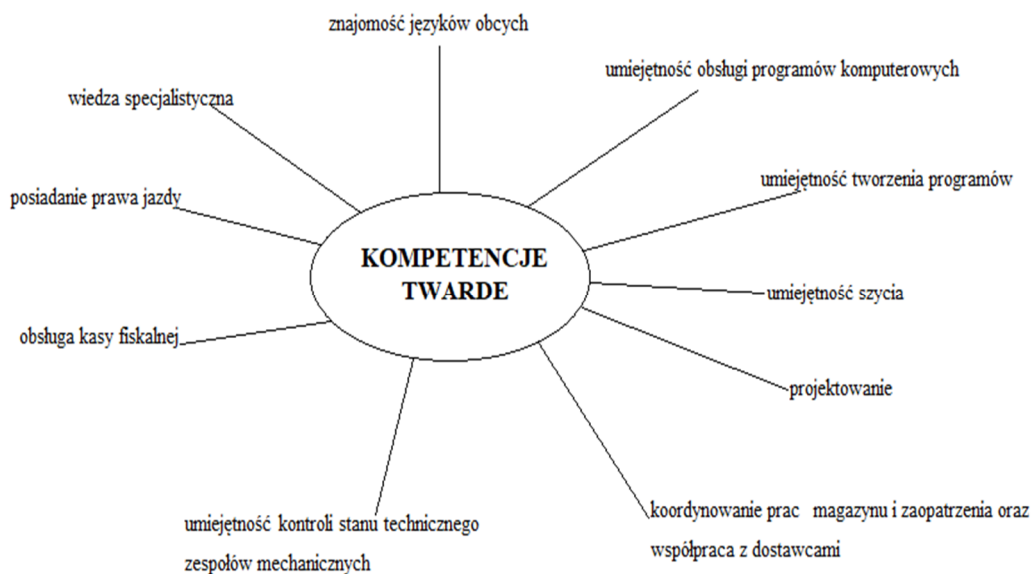 znajomość języków obcych
umiejętność obsługi programów komputerowych
wiedza specjalistyczna
umiejętność tworzenia programów
posiadanie prawa jazdy
KOMPETENCJE
TWARDE
umiejętność szycia
obsługa kasy fiskalnej
projektowanie
koordynowanie prac magazynu i zaopatrzenia oraz
współpraca z dostawcami
umiejętność kontroli stanu technicznego
zespołów mechanicznych